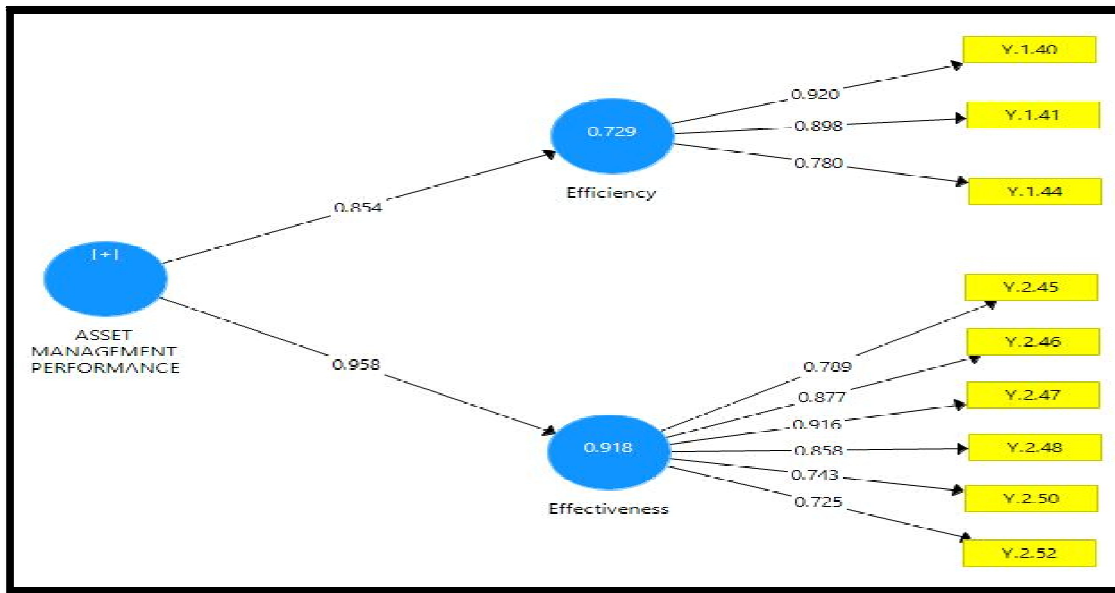 Y.1.40
0.920
Y.1.41
0.729
0.898
0.780
Efficiency
Y.1.44
0.854
[+]
ASSET
MANAGEMENT
PERFORMANCE
Y.2.45
Y.2.46
0.958
0.789
Y.2.47
0.877
0.916
0.918
0.858
Y.2.48
0.743
Effectiveness
0.725
Y.2.50
Y.2.52